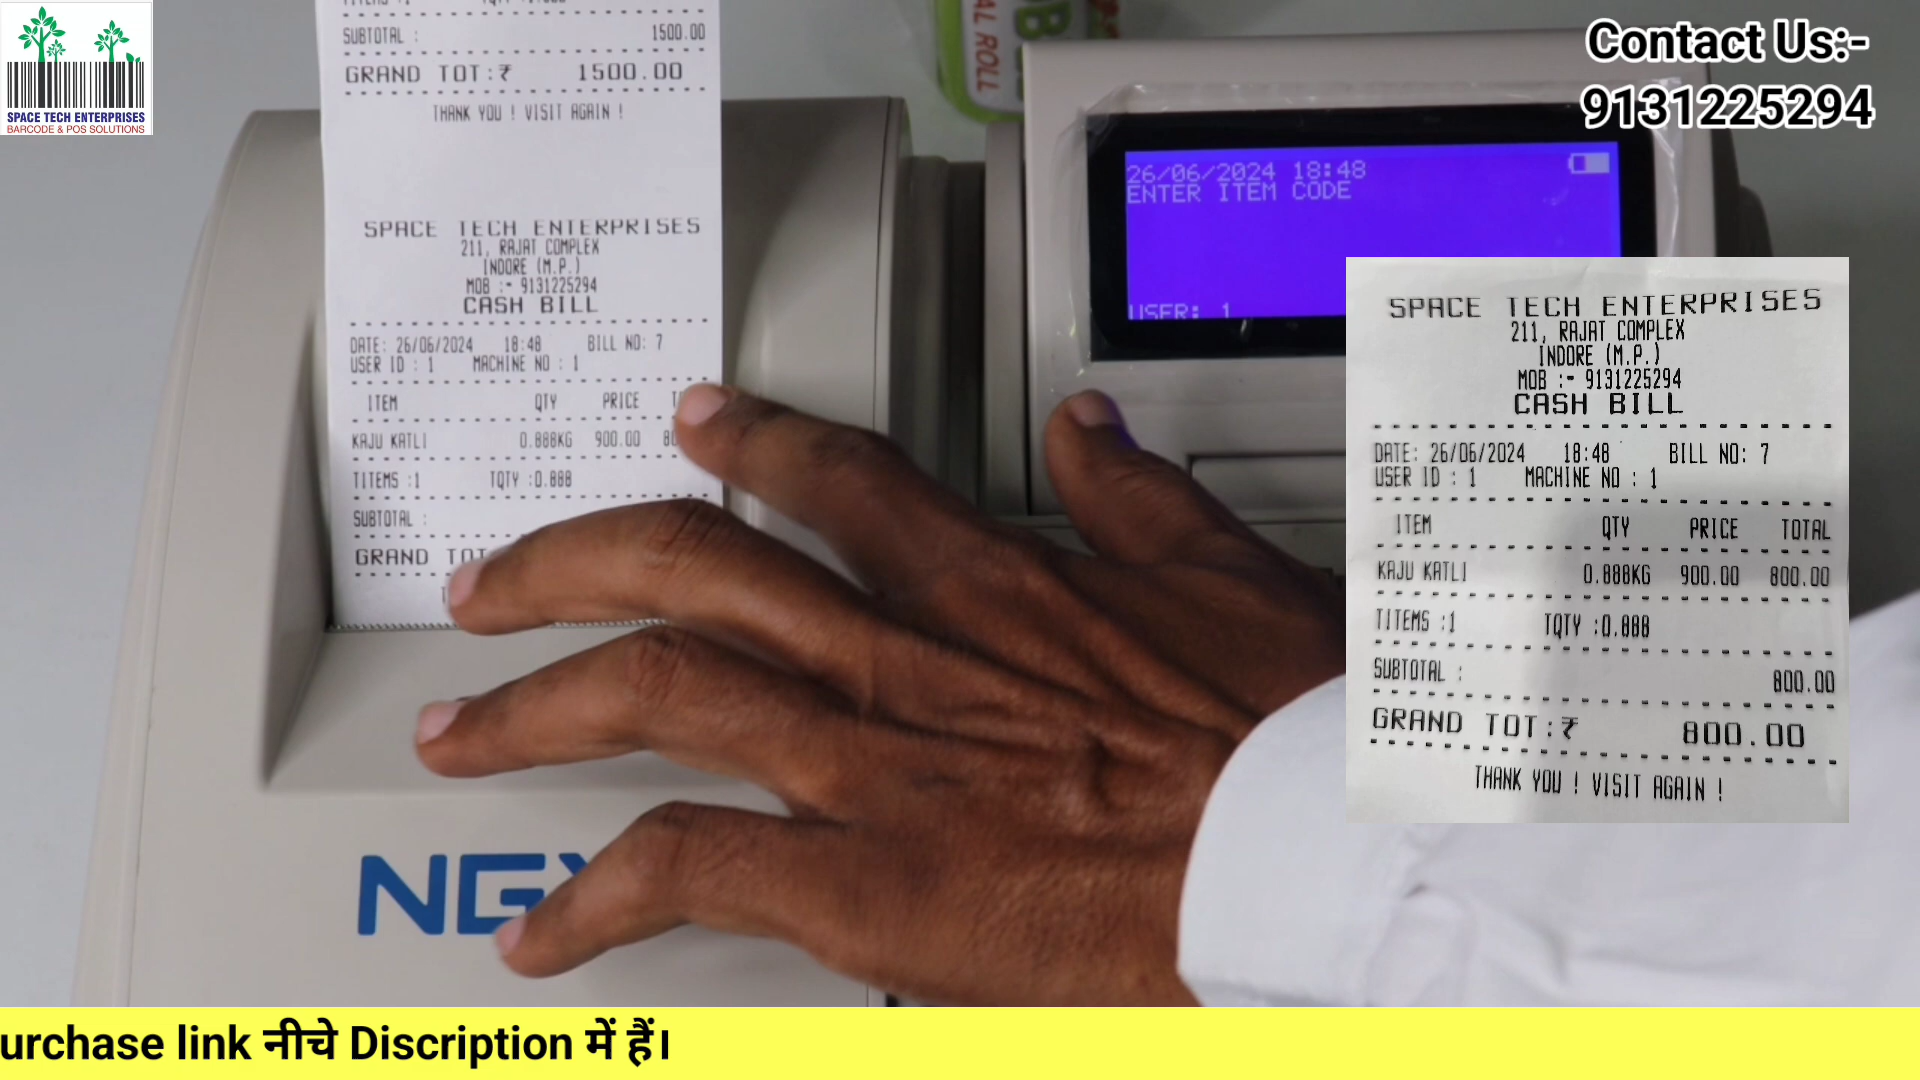 SPACE TECH ENTERPRISES
BARCODE & POS SOLUTIONS
Contact Us:-
9131225294
SUBTOTAL : 1500.00
GRAND TOT:₹ 1500.00
THANK YOU ! VISIT AGAIN !
SPACE TECH ENTERPRISES
211, RAJAT COMPLEX
INDORE (M.P.)
MOB :- 9131225294
CASH BILL
DATE: 26/06/2024 18:48 BILL NO: 7
USER ID : 1 MACHINE NO : 1
ITEM QTY PRICE
KAJU KATLI 0.888KG 900.00
TITEMS :1 TQTY :0.888
SUBTOTAL :
GRAND TOT
AL ROLL
26/06/2024 18:48
ENTER ITEM CODE
USER: 1
SPACE TECH ENTERPRISES
211, RAJAT COMPLEX
INDORE (M.P.)
MOB :- 9131225294
CASH BILL
DATE: 26/06/2024 18:48 BILL NO: 7
USER ID : 1 MACHINE NO : 1
ITEM QTY PRICE TOTAL
KAJU KATLI 0.888KG 900.00 800.00
TITEMS :1 TQTY :0.888
SUBTOTAL : 800.00
GRAND TOT:₹ 800.00
THANK YOU ! VISIT AGAIN !
NG
urchase link नीचे Discription में हैं।